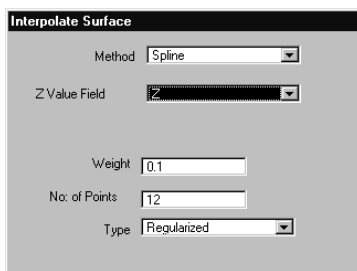 Interpolate Surface
Method Spline
Z Value Field Z
Weight 0.1
No: of Points 12
Type Regularized